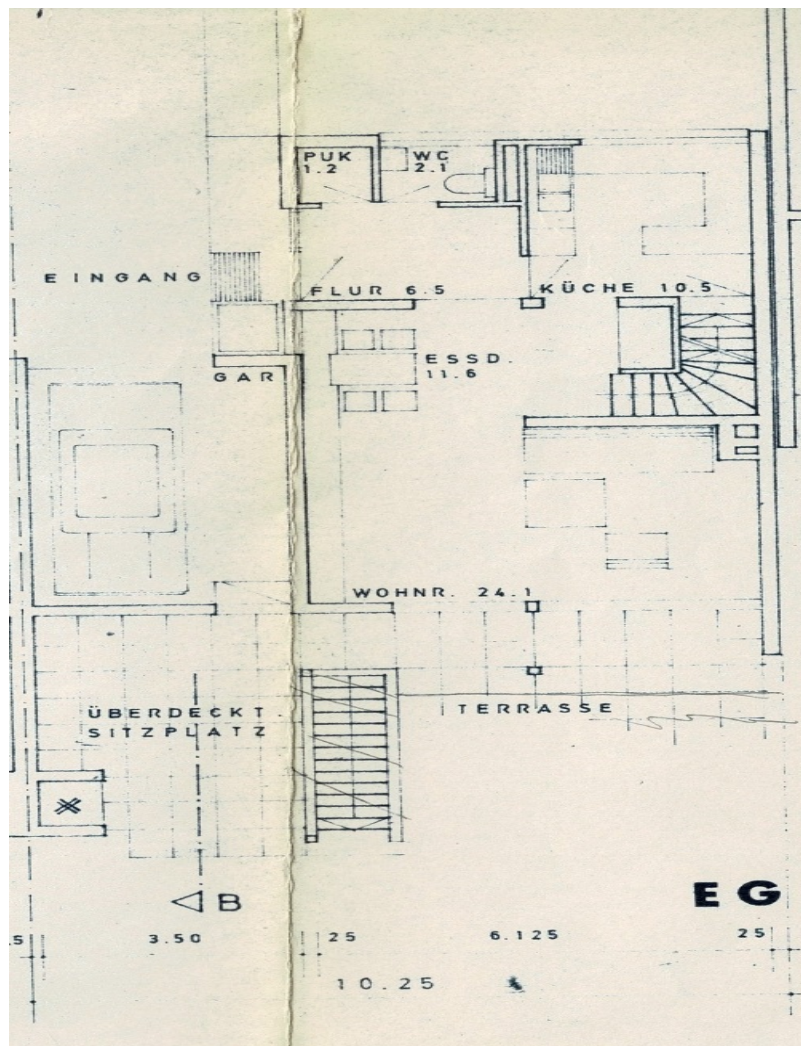 PUK
1.2
WC
2.1
EINGANG
FLUR 6.5
KÜCHE 10.5
ESSD.
11.6
GAR
WOHNR. 24.1
ÜBERDECKT.
SITZPLATZ
TERRASSE
B
EG
3.50
25
6.125
25
10.25